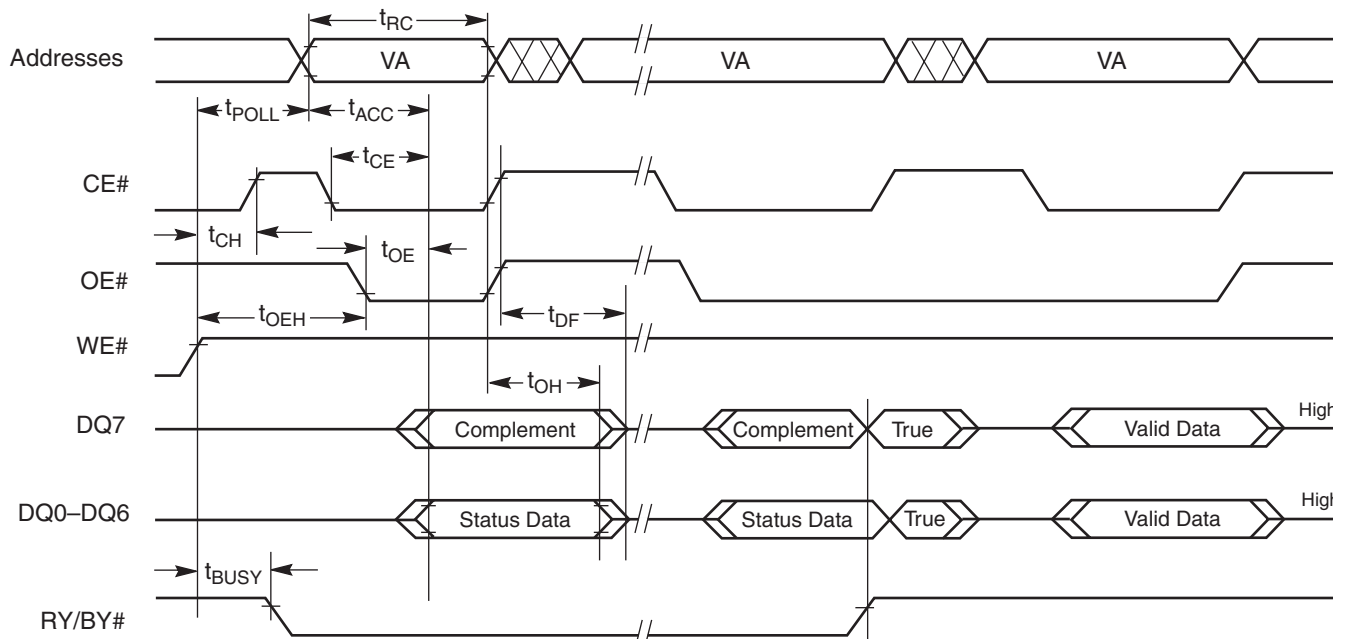 tRC
Addresses VA VA VA
tPOLL tACC
tCE
CE#
tCH tOE
OE#
tOEH tDF
WE#
tOH
DQ7 Complement Complement True Valid Data High
DQ0–DQ6 Status Data Status Data True Valid Data High
tBUSY
RY/BY#